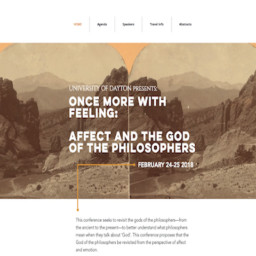 HOME Agenda Speakers Travel Info Abstracts
UNIVERSITY OF DAYTON PRESENTS:
ONCE MORE WITH
FEELING:
AFFECT AND THE GOD
OF THE PHILOSOPHERS
FEBRUARY 24-25 2018
This conference seeks to revisit the gods of the philosophers—from
the ancient to the present—to better understand what philosophers
mean when they talk about 'God'. This conference proposes that the
God of the philosophers be revisited from the perspective of affect
and emotion.